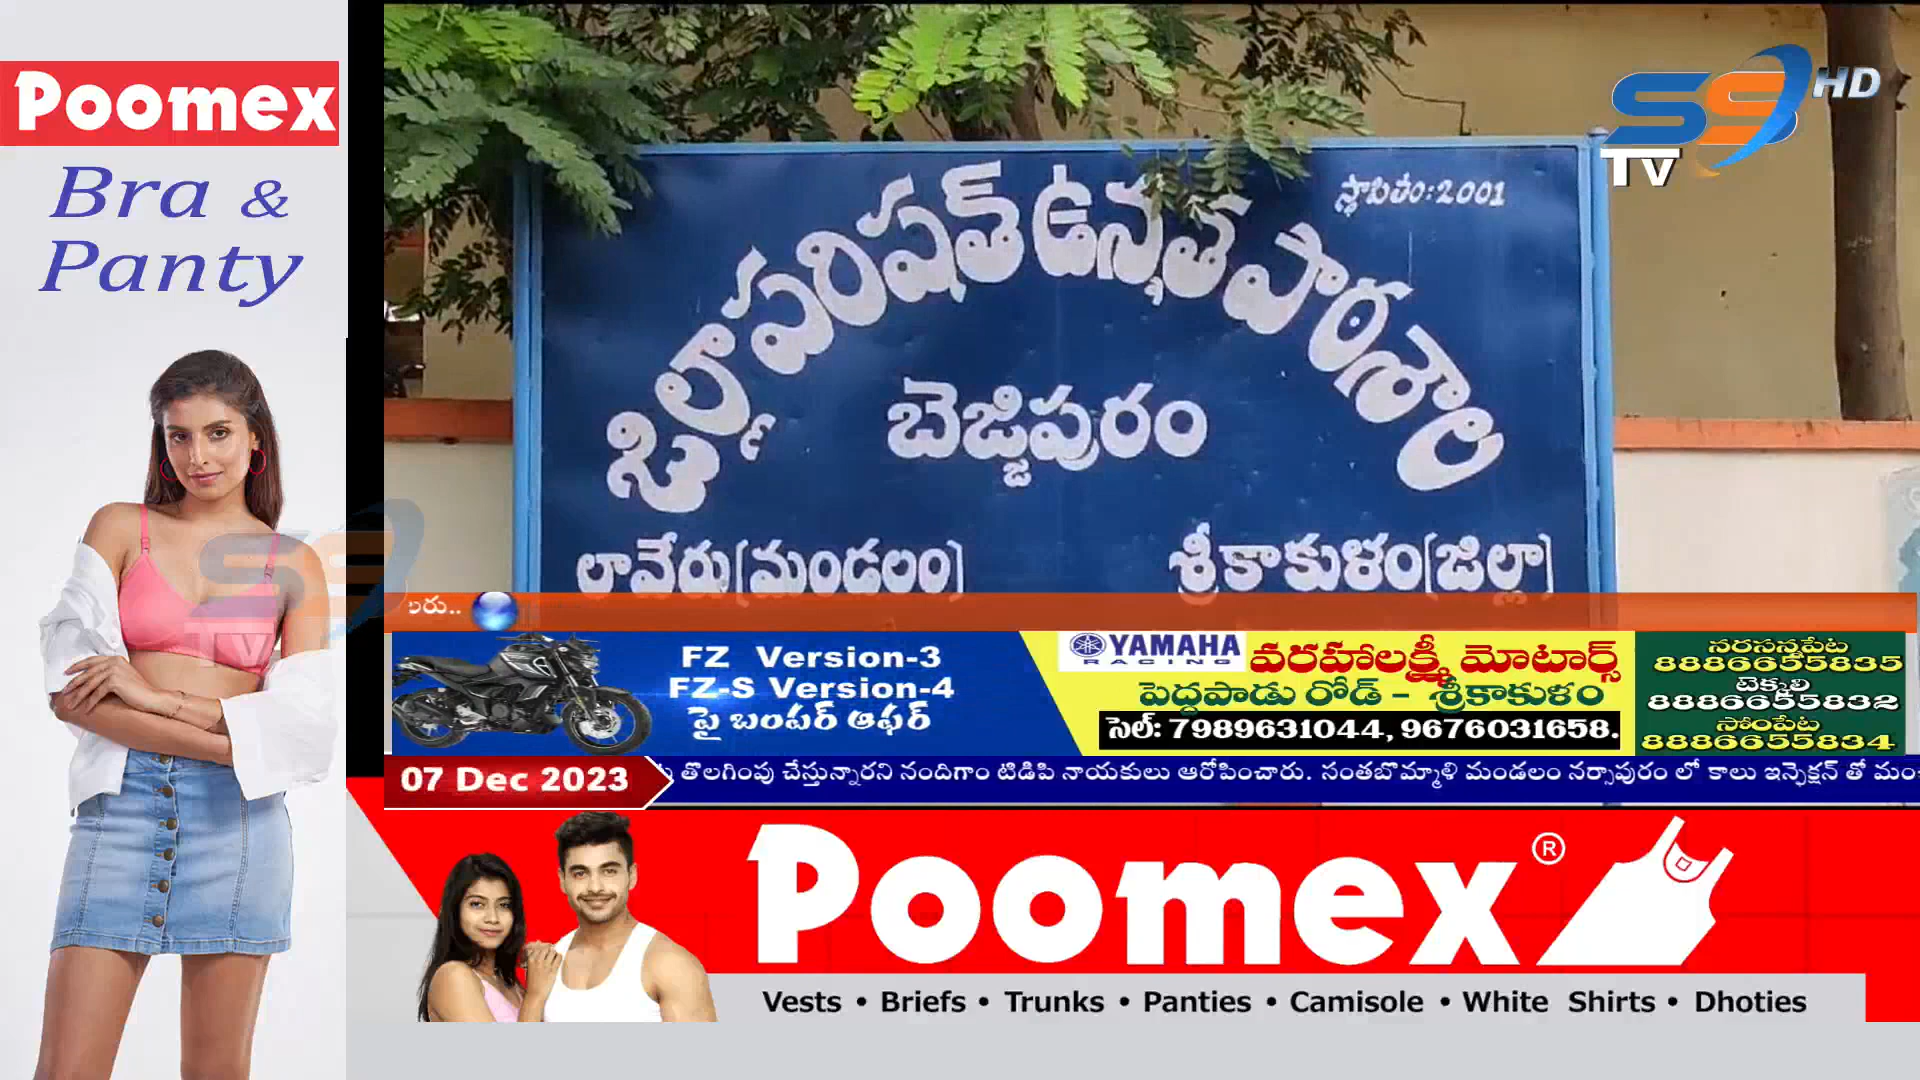 Poomex
Bra &
Panty
S9 HD
TV
స్థాపితం:2001
జిల్లా పరిషత్ ఉన్నత పాఠశాల
బెజ్జిపురం
లావేరు(మండలం) శ్రీకాకుళం(జిల్లా)
S9
TV
FZ Version-3
FZ-S Version-4
పై బంపర్ ఆఫర్
YAMAHA
RACING
వరహాలక్ష్మీ మోటార్స్
పెద్దపాడు రోడ్ - శ్రీకాకుళం
సెల్: 7989631044, 9676031658.
నరసన్నపేట
8886655835
టెక్కలి
8886655832
సోంపేట
8886655834
07 Dec 2023
తొలగింపు చేస్తున్నారని నందిగాం టిడిపి నాయకులు ఆరోపించారు. సంతబొమ్మాళి మండలం నర్సాపురం లో కాలు ఇన్ఫెక్షన్ తో
Poomex®
Vests • Briefs • Trunks • Panties • Camisole • White Shirts • Dhoties